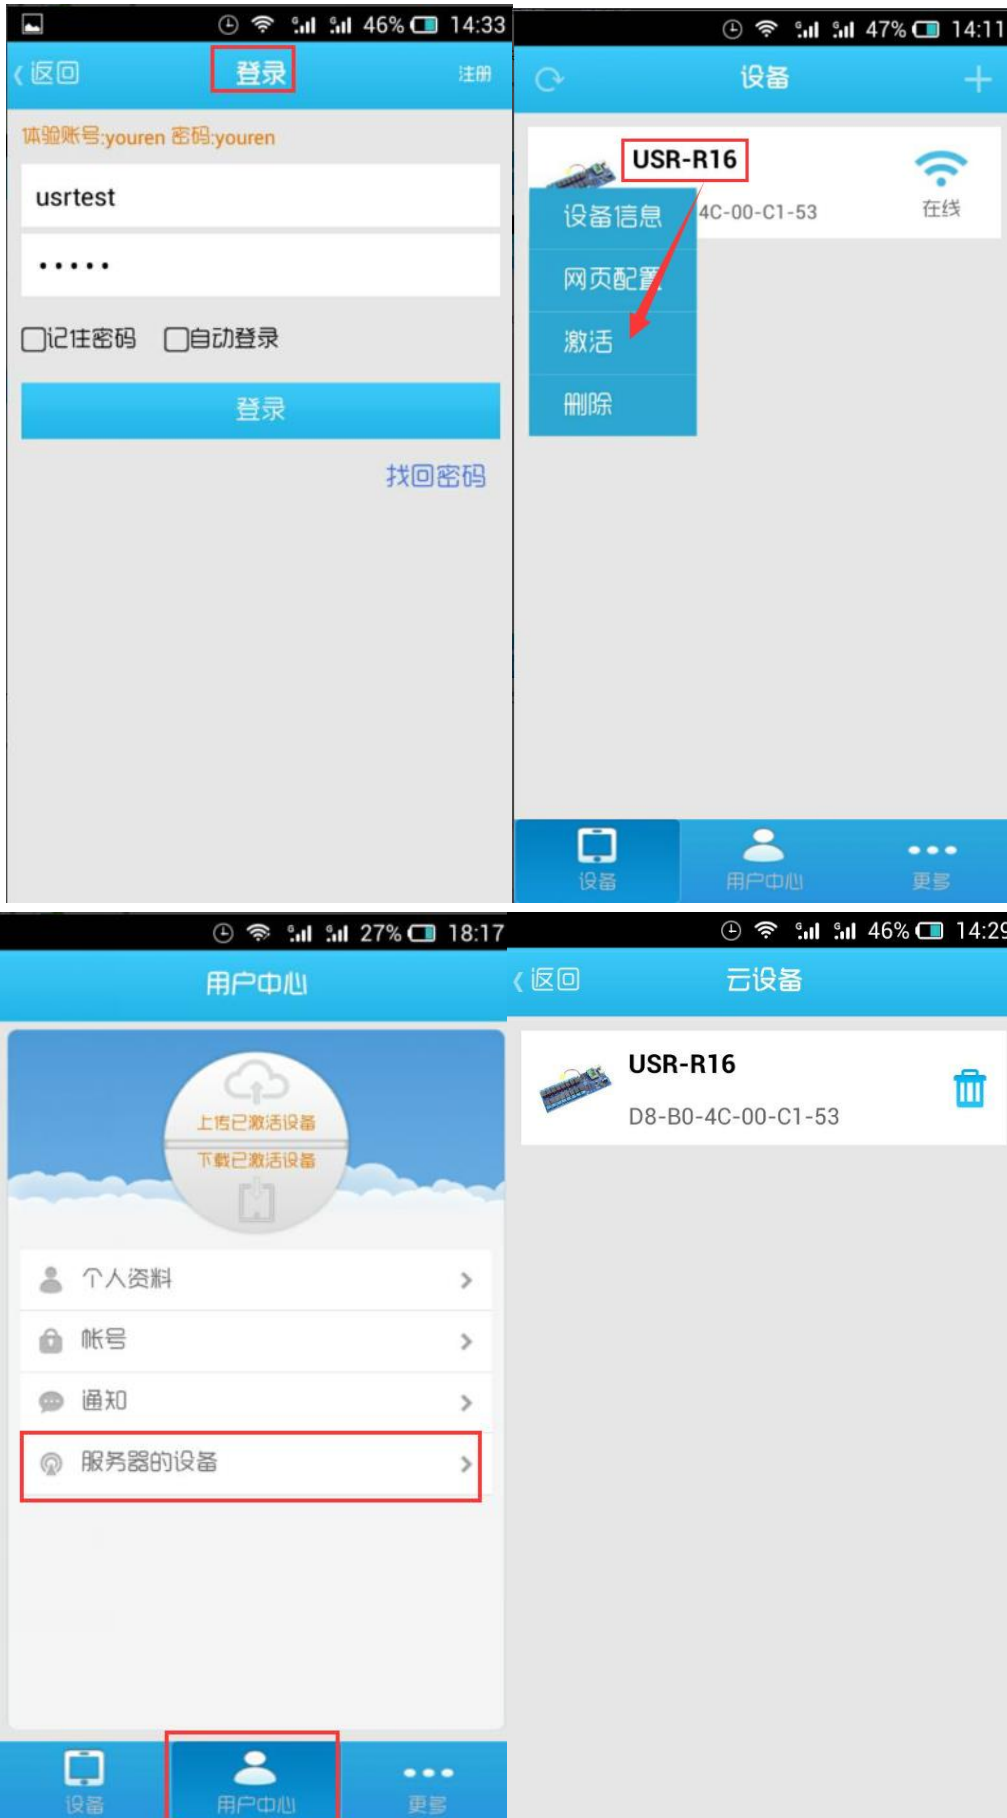 46% 14:33
返回 登录 注册
体验账号:youren 密码:youren
usrtest
•••••
记住密码 自动登录
登录
找回密码
47% 14:11
设备
USR-R16
4C-00-C1-53
在线
设备信息
网页配置
激活
删除
设备 用户中心 更多
27% 18:17
用户中心
上传已激活设备
下载已激活设备
个人资料
帐号
通知
服务器的设备
设备 用户中心 更多
46% 14:29
返回 云设备
USR-R16
D8-B0-4C-00-C1-53